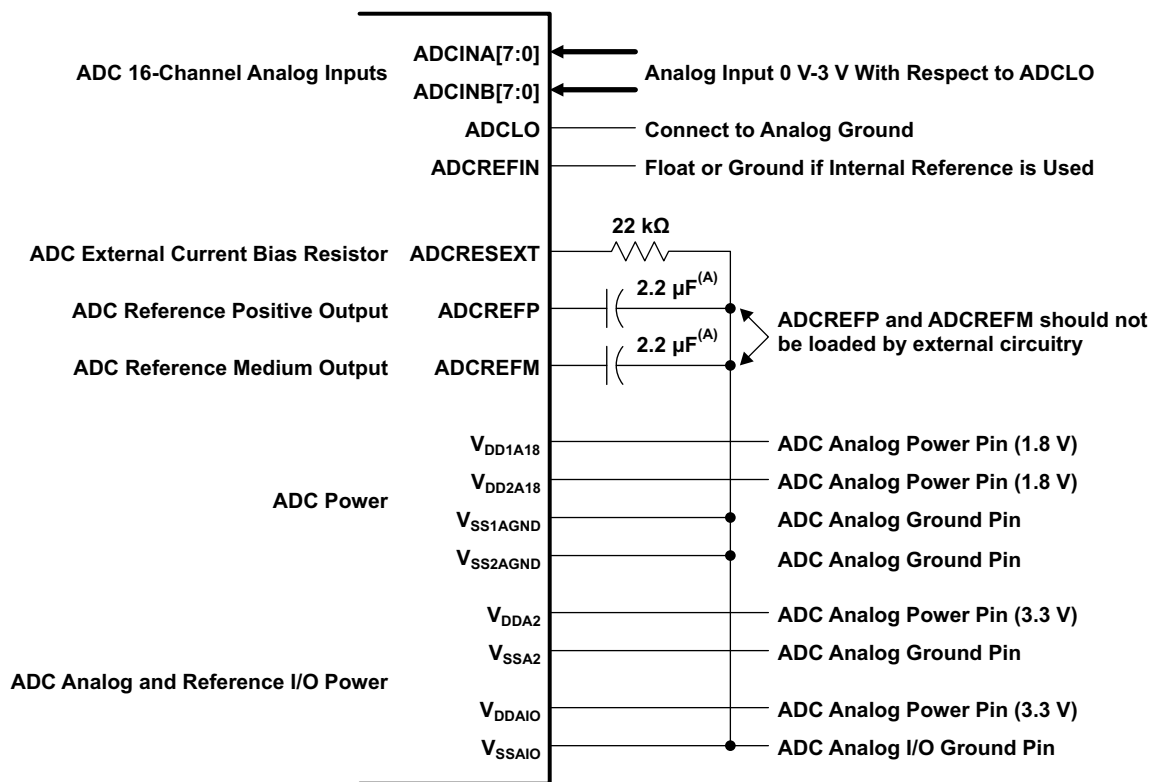 ADC 16-Channel Analog Inputs
ADCINA[7:0]
ADCINB[7:0]
Analog Input 0 V-3 V With Respect to ADCLO
ADCLO
Connect to Analog Ground
ADCREFIN
Float or Ground if Internal Reference is Used
22 kΩ
ADC External Current Bias Resistor
ADCRESEXT
2.2 µF(A)
ADC Reference Positive Output
ADCREFP
2.2 µF(A)
ADCREFP and ADCREFM should not
be loaded by external circuitry
ADC Reference Medium Output
ADCREFM
ADC Power
VDD1A18
ADC Analog Power Pin (1.8 V)
VDD2A18
ADC Analog Power Pin (1.8 V)
VSS1AGND
ADC Analog Ground Pin
VSS2AGND
ADC Analog Ground Pin
ADC Analog and Reference I/O Power
VDDA2
ADC Analog Power Pin (3.3 V)
VSSA2
ADC Analog Ground Pin
VDDAIO
ADC Analog Power Pin (3.3 V)
VSSAIO
ADC Analog I/O Ground Pin